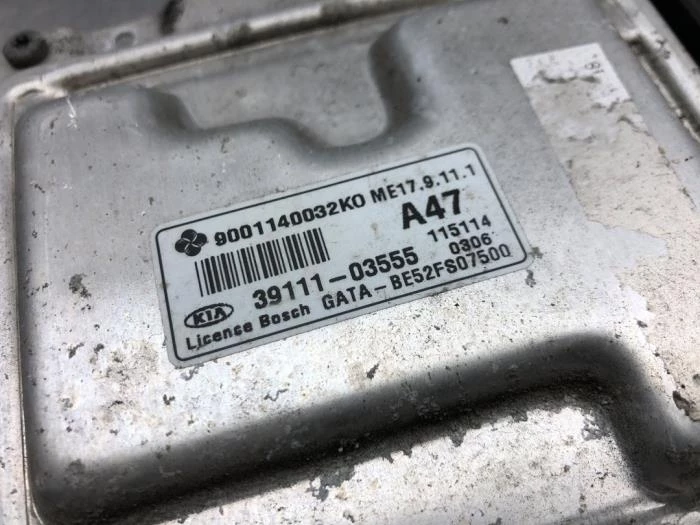 9001140032KO ME17.9.11.1
A47
115114
39111-03555 0306
KIA
Licence Bosch GATA-BE52FS07500